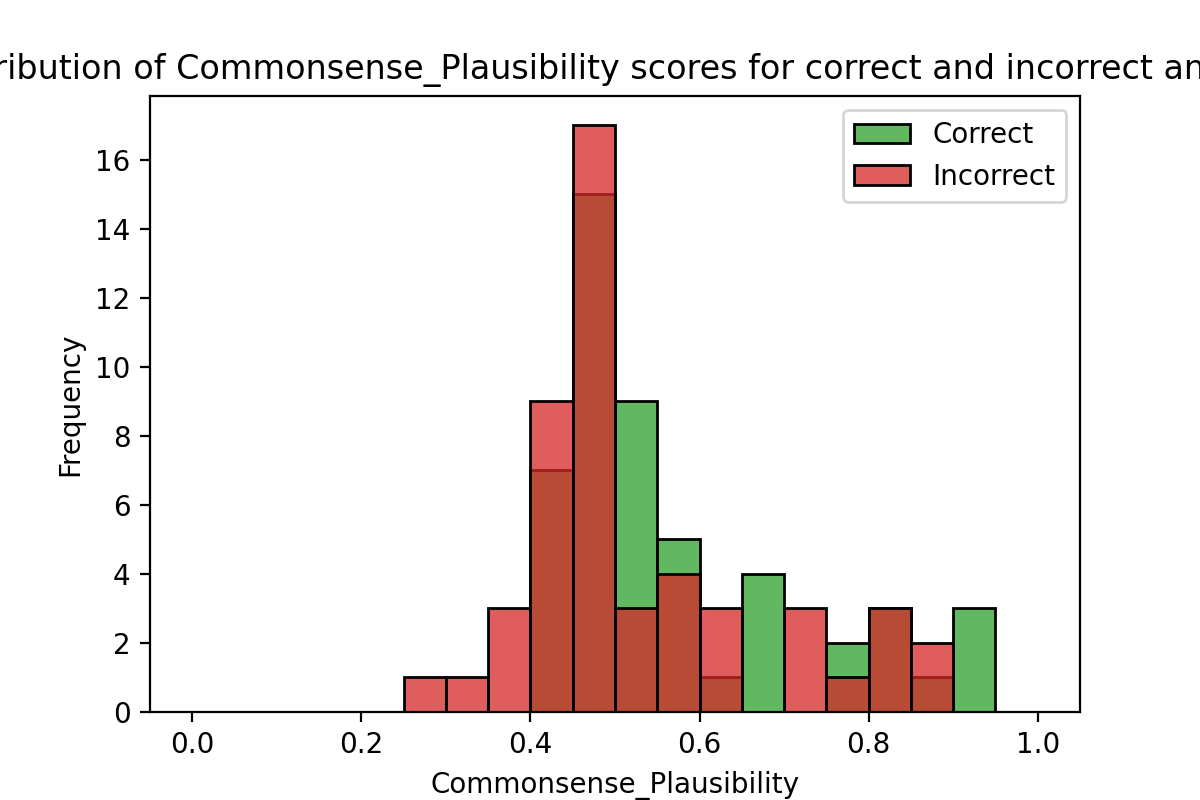 ribution of Commonsense_Plausibility scores for correct and incorrect an
Correct
Incorrect
Frequency
16
14
12
10
8
6
4
2
0
0.0 0.2 0.4 0.6 0.8 1.0
Commonsense_Plausibility